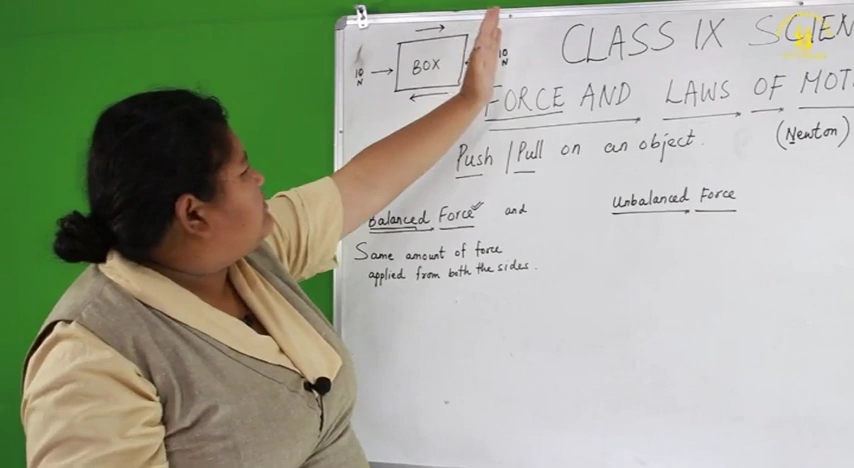 10 N → BOX 10 N
CLASS IX SCIEN
FORCE AND LAWS OF MOT
Push / Pull on an object. (Newton)
Balanced Force and Unbalanced Force
Same amount of force
applied from both the sides.